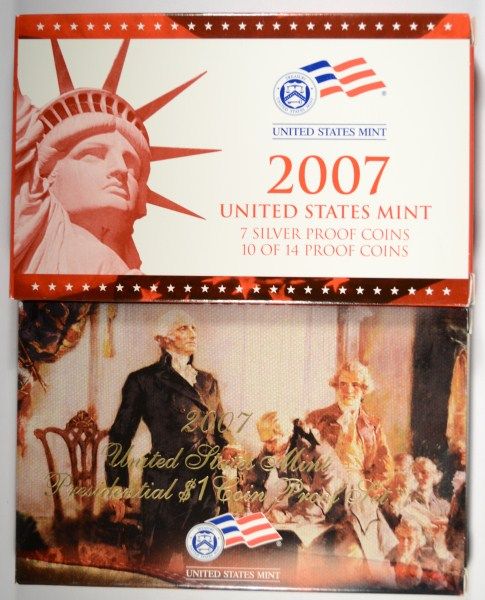 UNITED STATES MINT
2007
UNITED STATES MINT
7 SILVER PROOF COINS
10 OF 14 PROOF COINS
2007
United States Mint
Presidential $1 Coin Proof Set
UNITED STATES MINT